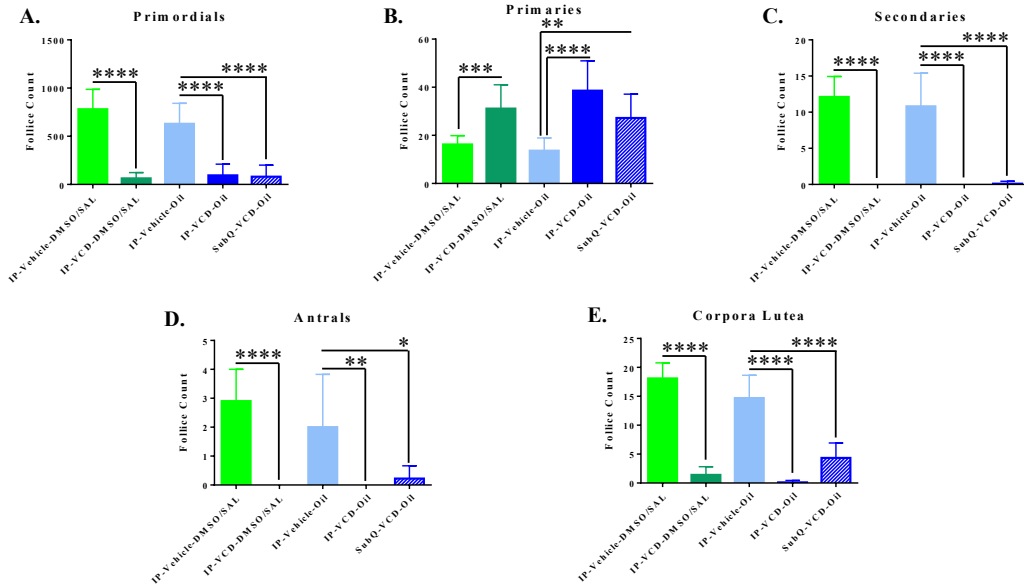 A. Primordials
Follice Count
1500
1000
500
0
****
****
****
IP-Vehicle-DMSO/SAL
IP-VCD-DMSO/SAL
IP-Vehicle-Oil
IP-VCD-Oil
SubQ-VCD-Oil
B. Primaries
Follice Count
60
40
20
0
**
****
***
IP-Vehicle-DMSO/SAL
IP-VCD-DMSO/SAL
IP-Vehicle-Oil
IP-VCD-Oil
SubQ-VCD-Oil
C. Secondaries
Follice Count
20
15
10
5
0
****
****
****
IP-Vehicle-DMSO/SAL
IP-VCD-DMSO/SAL
IP-Vehicle-Oil
IP-VCD-Oil
SubQ-VCD-Oil
D. Antrals
Follice Count
5
4
3
2
1
0
*
****
**
IP-Vehicle-DMSO/SAL
IP-VCD-DMSO/SAL
IP-Vehicle-Oil
IP-VCD-Oil
SubQ-VCD-Oil
E. Corpora Lutea
Follice Count
25
20
15
10
5
0
****
****
****
IP-Vehicle-DMSO/SAL
IP-VCD-DMSO/SAL
IP-Vehicle-Oil
IP-VCD-Oil
SubQ-VCD-Oil